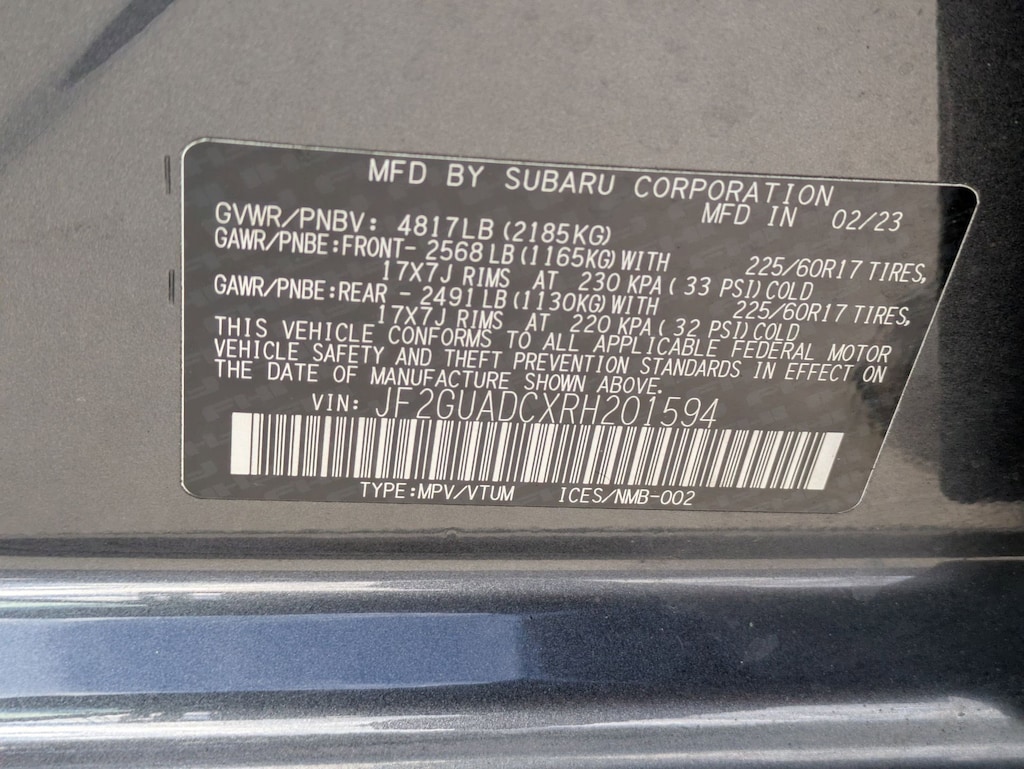 MFD BY SUBARU CORPORATION
MFD IN 02/23
GVWR/PNBV: 4817LB (2185KG)
GAWR/PNBE:FRONT- 2568 LB (1165KG) WITH 225/60R17 TIRES,
17X7J RIMS AT 230 KPA ( 33 PSI) COLD
GAWR/PNBE:REAR - 2491 LB (1130KG) WITH 225/60R17 TIRES,
17X7J RIMS AT 220 KPA ( 32 PSI) COLD
THIS VEHICLE CONFORMS TO ALL APPLICABLE FEDERAL MOTOR
VEHICLE SAFETY AND THEFT PREVENTION STANDARDS IN EFFECT ON
THE DATE OF MANUFACTURE SHOWN ABOVE.
VIN: JF2GUADCXRH201594
TYPE:MPV/VTUM ICES/NMB-002